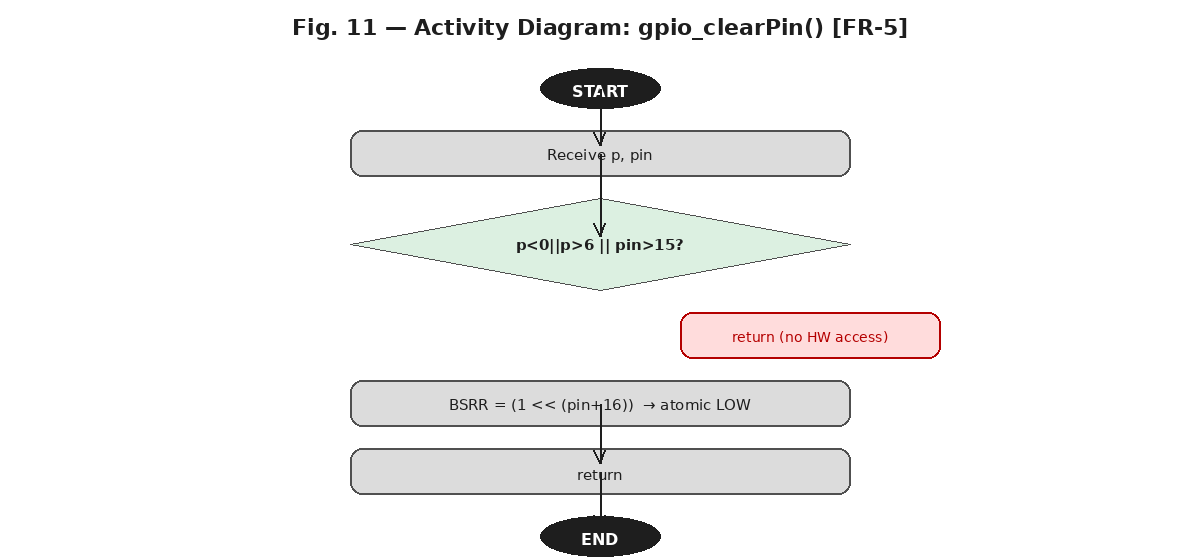 Fig. 11 — Activity Diagram: gpio_clearPin() [FR-5]
START
Receive p, pin
p<0||p>6 || pin>15?
return (no HW access)
BSRR = (1 << (pin+16)) → atomic LOW
return
END